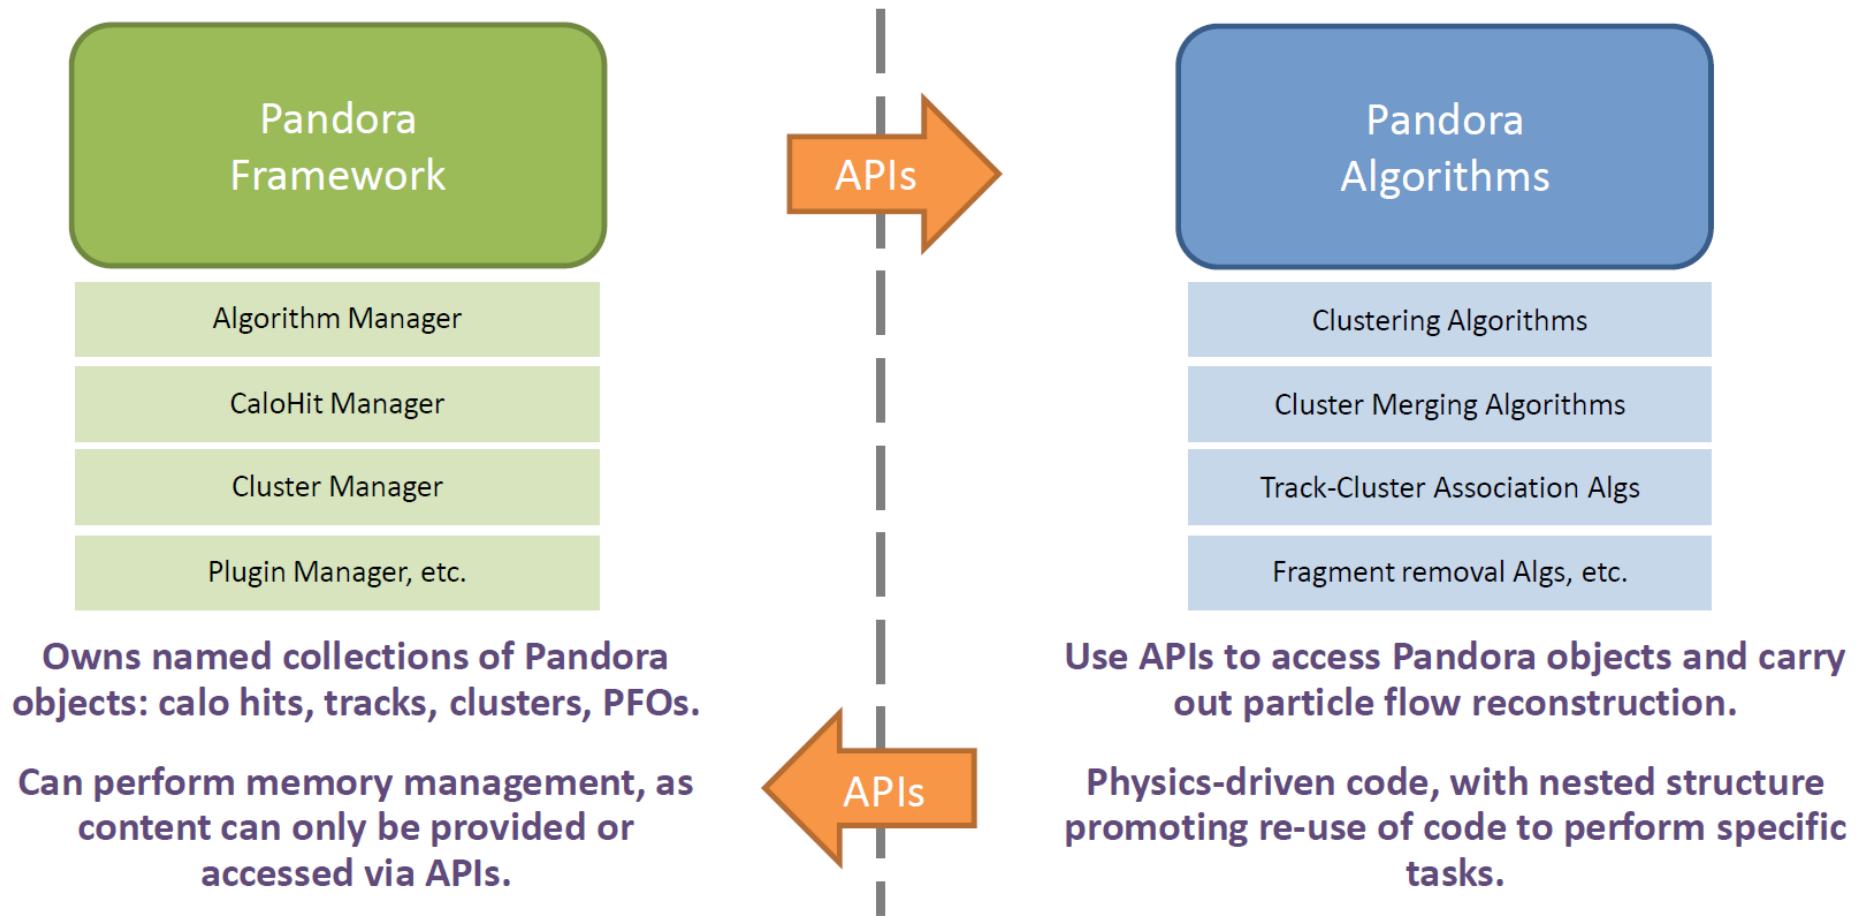 Pandora
Framework
Algorithm Manager
CaloHit Manager
Cluster Manager
Plugin Manager, etc.
Owns named collections of Pandora
objects: calo hits, tracks, clusters, PFOs.
Can perform memory management, as
content can only be provided or
accessed via APIs.
APIs
APIs
Pandora
Algorithms
Clustering Algorithms
Cluster Merging Algorithms
Track-Cluster Association Algs
Fragment removal Algs, etc.
Use APIs to access Pandora objects and carry
out particle flow reconstruction.
Physics-driven code, with nested structure
promoting re-use of code to perform specific
tasks.